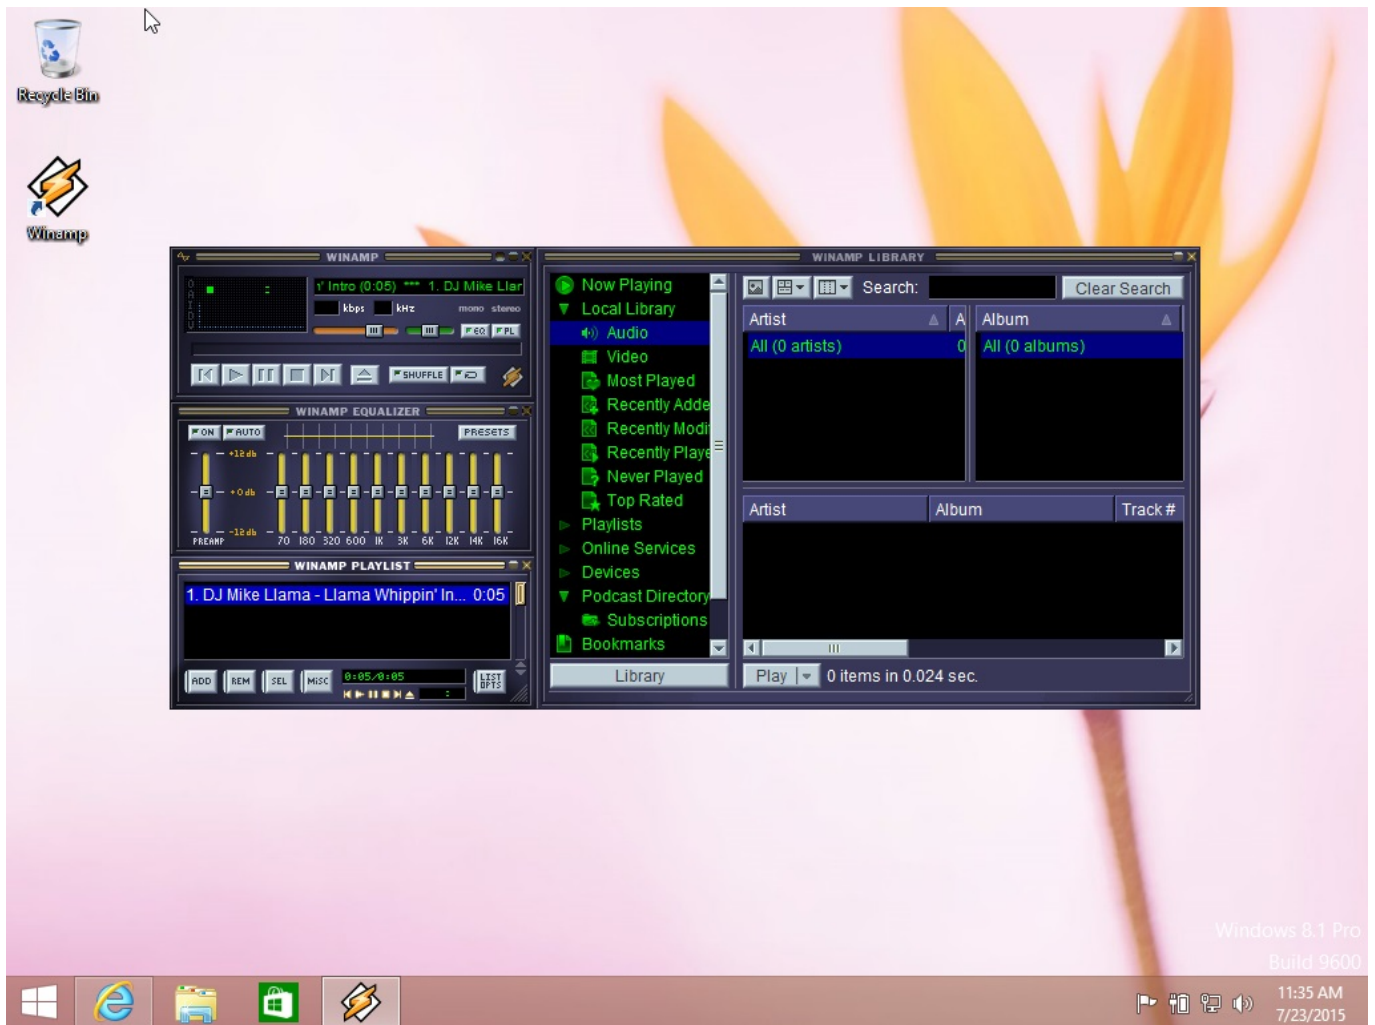 Recycle Bin
Winamp
WINAMP
O
A
I
D
V
1' Intro (0:05) *** 1. DJ Mike Llar
kbps
kHz
mono stereo
EQ
PL
SHUFFLE
WINAMP EQUALIZER
ON
AUTO
PRESETS
+12 db
+0 db
-12 db
PREAMP
70 180 320 600 1K 3K 6K 12K 14K 16K
WINAMP PLAYLIST
1. DJ Mike Llama - Llama Whippin' In... 0:05
ADD
REM
SEL
MISC
0:05/0:05
LIST
OPTS
WINAMP LIBRARY
Now Playing
Local Library
Audio
Video
Most Played
Recently Adde
Recently Modi
Recently Playe
Never Played
Top Rated
Playlists
Online Services
Devices
Podcast Directory
Subscriptions
Bookmarks
Library
Search:
Clear Search
Artist
A
Album
All (0 artists)
0
All (0 albums)
Artist
Album
Track #
Play
0 items in 0.024 sec.
Windows 8.1 Pro
Build 9600
11:35 AM
7/23/2015